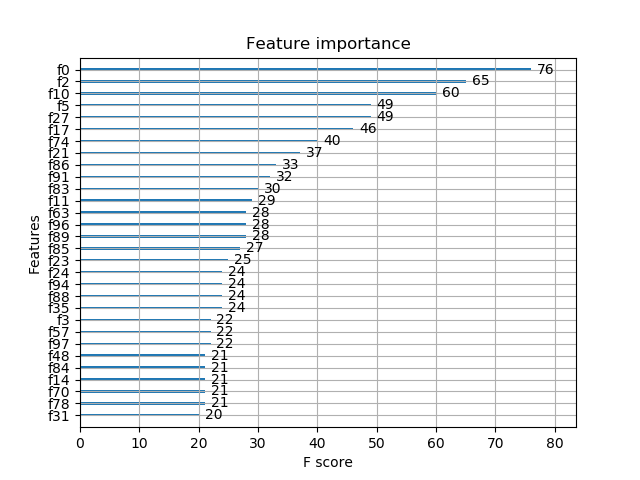 Feature importance
f0 76
f2 65
f10 60
f5 49
f27 49
f17 46
f74 40
f21 37
f86 33
f91 32
f83 30
f11 29
f63 28
f96 28
f89 28
f85 27
f23 25
f24 24
f94 24
f88 24
f35 24
f3 22
f57 22
f97 22
f48 21
f84 21
f14 21
f70 21
f78 21
f31 20
Features
0 10 20 30 40 50 60 70 80
F score